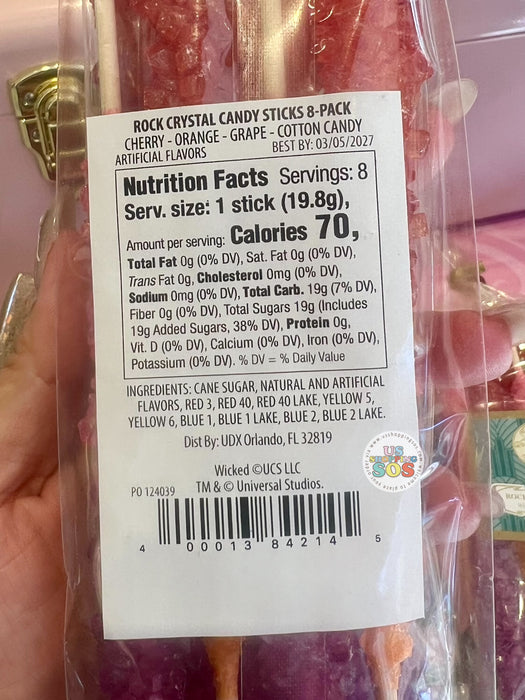 ROCK CRYSTAL CANDY STICKS 8-PACK
CHERRY - ORANGE - GRAPE - COTTON CANDY
ARTIFICIAL FLAVORS BEST BY: 03/05/2027
Nutrition Facts Servings: 8
Serv. size: 1 stick (19.8g),
Amount per serving: Calories 70,
Total Fat 0g (0% DV), Sat. Fat 0g (0% DV),
Trans Fat 0g, Cholesterol 0mg (0% DV),
Sodium 0mg (0% DV), Total Carb. 19g (7% DV),
Fiber 0g (0% DV), Total Sugars 19g (Includes
19g Added Sugars, 38% DV), Protein 0g,
Vit. D (0% DV), Calcium (0% DV), Iron (0% DV),
Potassium (0% DV). % DV = % Daily Value
INGREDIENTS: CANE SUGAR, NATURAL AND ARTIFICIAL
FLAVORS, RED 3, RED 40, RED 40 LAKE, YELLOW 5,
YELLOW 6, BLUE 1, BLUE 1 LAKE, BLUE 2, BLUE 2 LAKE.
Dist By: UDX Orlando, FL 32819
Wicked ©UCS LLC
PO 124039 TM & © Universal Studios.
4 00013 84214 5
US
SHOPPING
SOS